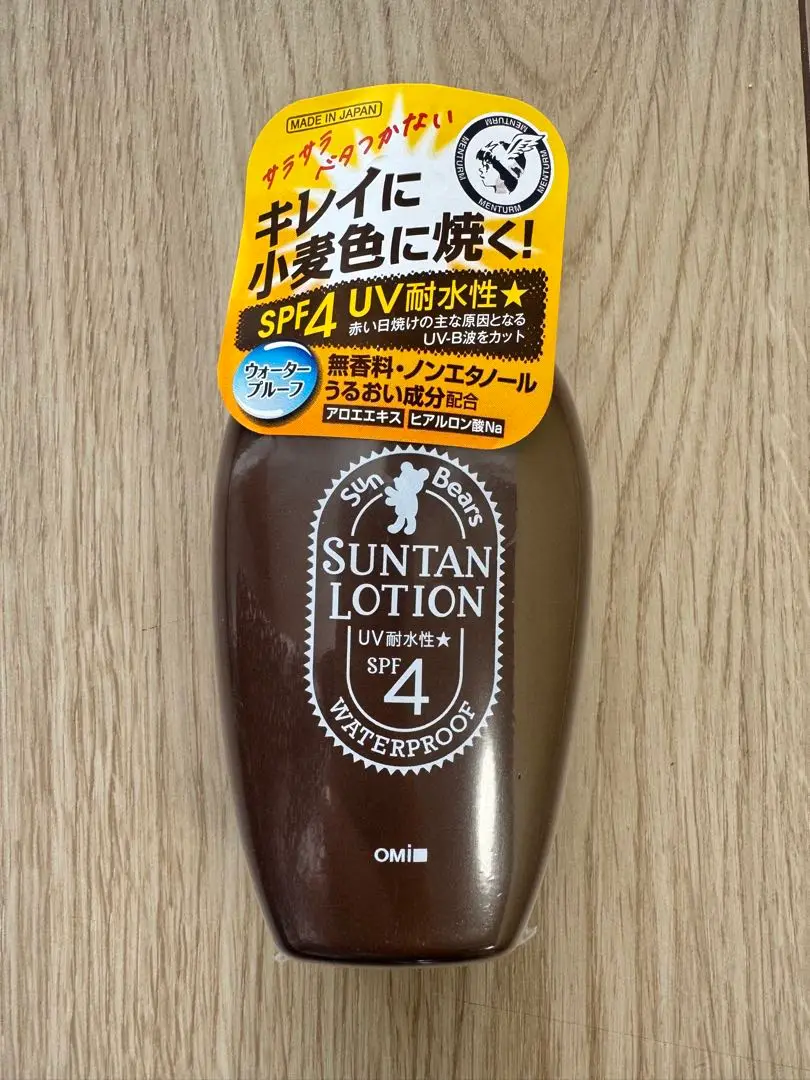 MADE IN JAPAN
サラサラ
ベタつかない
MENTURM
MENTURM
MENTURM
MENTURM
キレイに
小麦色に焼く!
SPF4 UV耐水性★
赤い日焼けの主な原因となる
UV-B波をカット
ウォーター
プルーフ
無香料・ノンエタノール
うるおい成分配合
アロエエキス ヒアルロン酸Na
Sun Bears
SUNTAN
LOTION
UV耐水性★
SPF
4
WATERPROOF
OMi